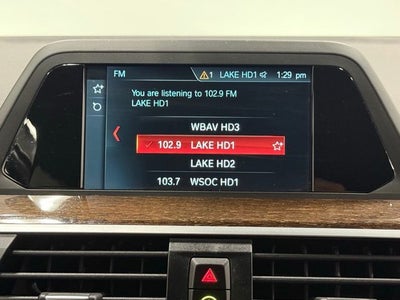 FM 1 LAKE HD1 1:29 pm
You are listening to 102.9 FM
LAKE HD1
WBAV HD3
102.9 LAKE HD1
LAKE HD2
103.7 WSOC HD1